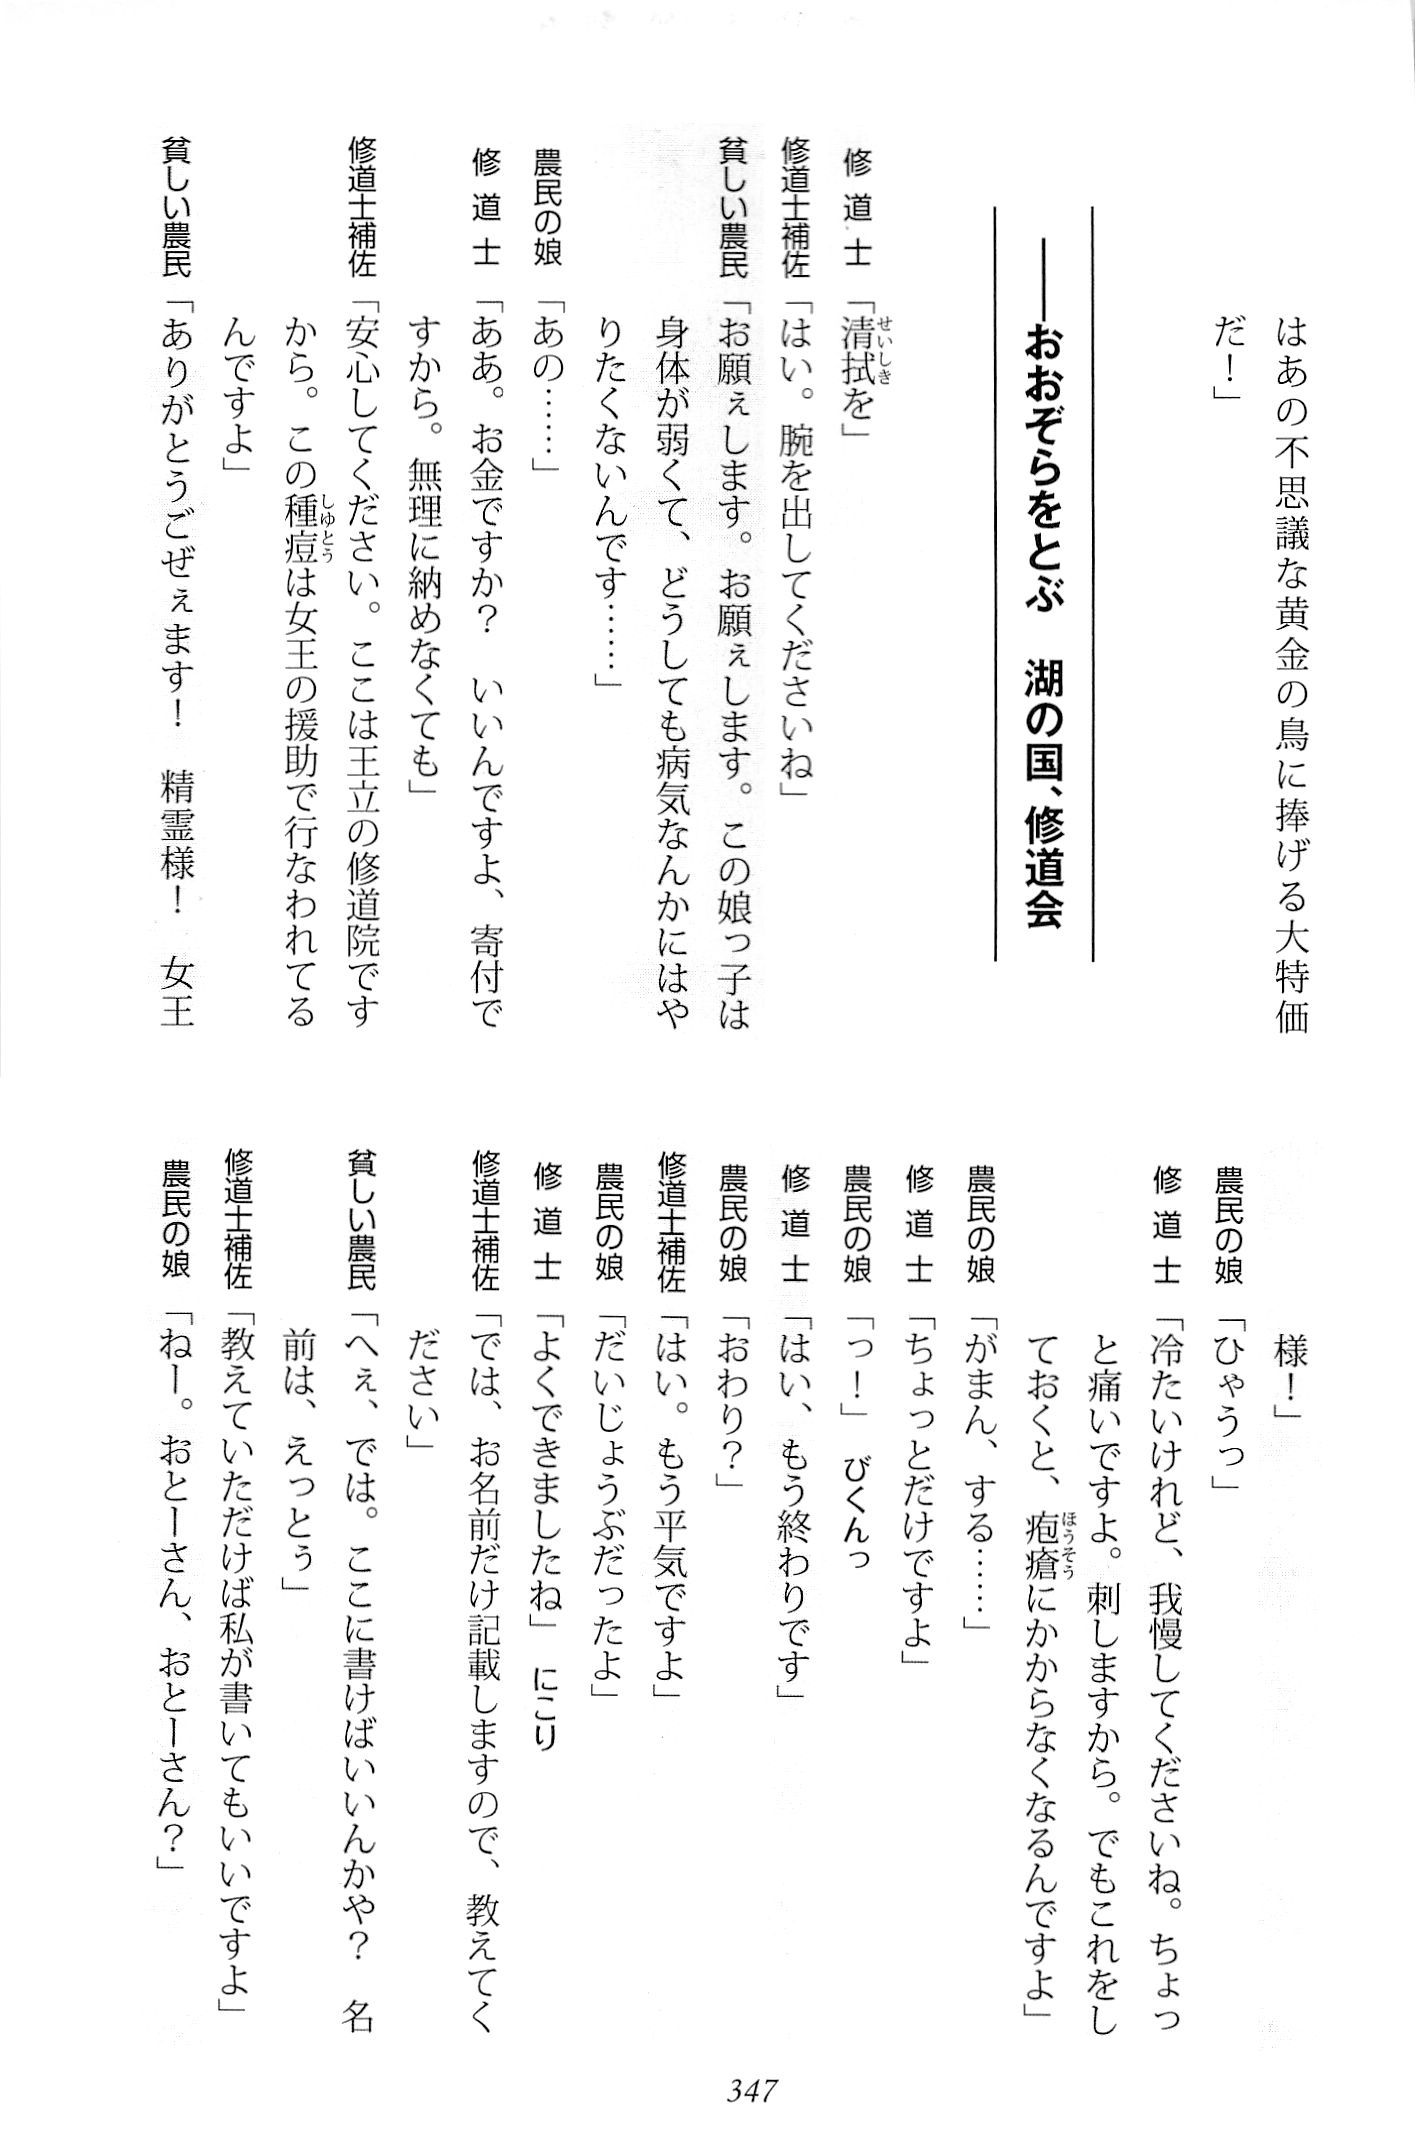 はあの不思議な黄金の鳥に捧げる大特価
だ！」
――おおぞらをとぶ　湖の国、修道会
修道士「清拭を」
せいしき
修道士補佐「はい。腕を出してくださいね」
貧しい農民「お願ぇします。お願ぇします。この娘っ子は
身体が弱くて、どうしても病気なんかにはや
りたくないんです……」
農民の娘「あの……」
修道士「ああ。お金ですか？　いいんですよ、寄付で
すから。無理に納めなくても」
修道士補佐「安心してください。ここは王立の修道院です
から。この種痘は女王の援助で行なわれてる
しゆとう
んですよ」
貧しい農民「ありがとうごぜぇます！　精霊様！　女王
様！」
農民の娘「ひゃうっ」
修道士「冷たいけれど、我慢してくださいね。ちょっ
と痛いですよ。刺しますから。でもこれをし
ておくと、疱瘡にかからなくなるんですよ」
ほうそう
農民の娘「がまん、する……」
修道士「ちょっとだけですよ」
農民の娘「っ！」　びくんっ
修道士「はい、もう終わりです」
農民の娘「おわり？」
修道士補佐「はい。もう平気ですよ」
農民の娘「だいじょうぶだったよ」
修道士「よくできましたね」　にこり
修道士補佐「では、お名前だけ記載しますので、教えてく
ださい」
貧しい農民「へぇ、では。ここに書けばいいんかや？　名
前は、えっとぅ」
修道士補佐「教えていただけば私が書いてもいいですよ」
農民の娘「ねー。おとーさん、おとーさん？」
347